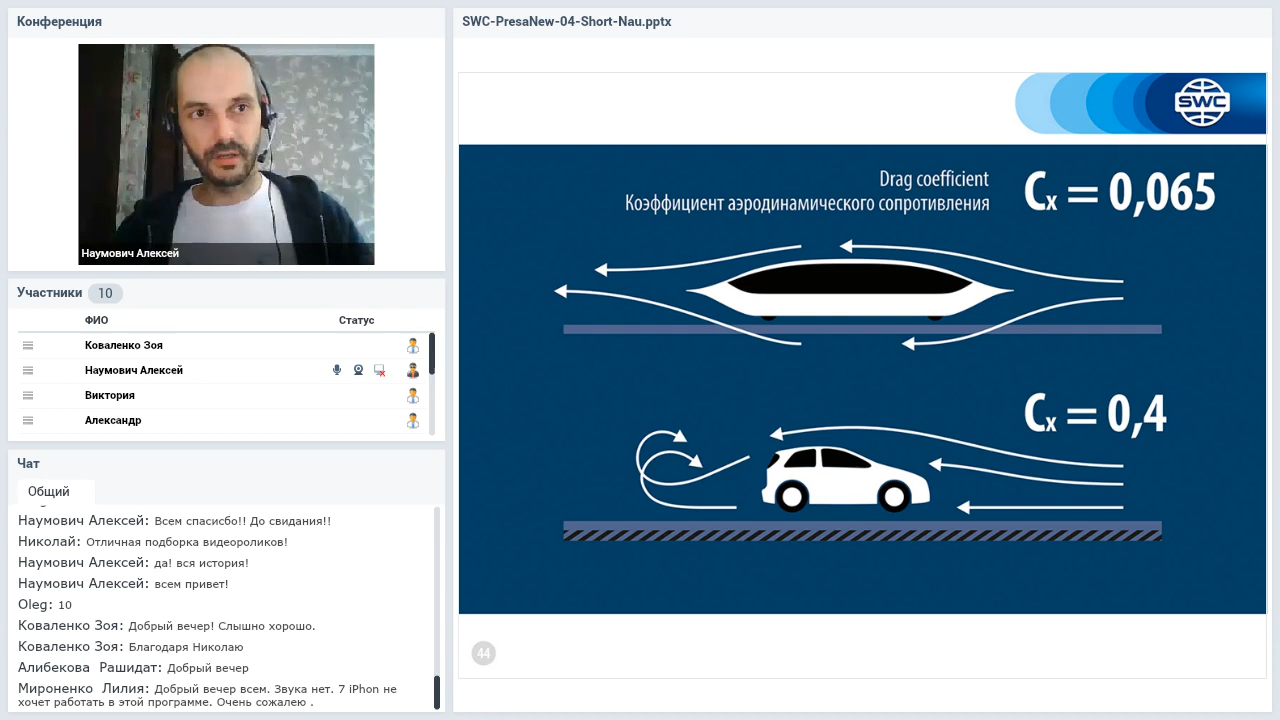 Конференция
Наумович Алексей
Участники 10
ФИО Статус
Коваленко Зоя
Наумович Алексей
Виктория
Александр
Чат
Общий
Наумович Алексей: Всем спасисбо!! До свидания!!
Николай: Отличная подборка видеороликов!
Наумович Алексей: да! вся история!
Наумович Алексей: всем привет!
Oleg: 10
Коваленко Зоя: Добрый вечер! Слышно хорошо.
Коваленко Зоя: Благодаря Николаю
Алибекова Рашидат: Добрый вечер
Мироненко Лилия: Добрый вечер всем. Звука нет. 7 iPhon не
хочет работать в этой программе. Очень сожалею .
SWC-PresaNew-04-Short-Nau.pptx
SWC
Drag coefficient
Коэффициент аэродинамического сопротивления
Cx = 0,065
Cx = 0,4
44